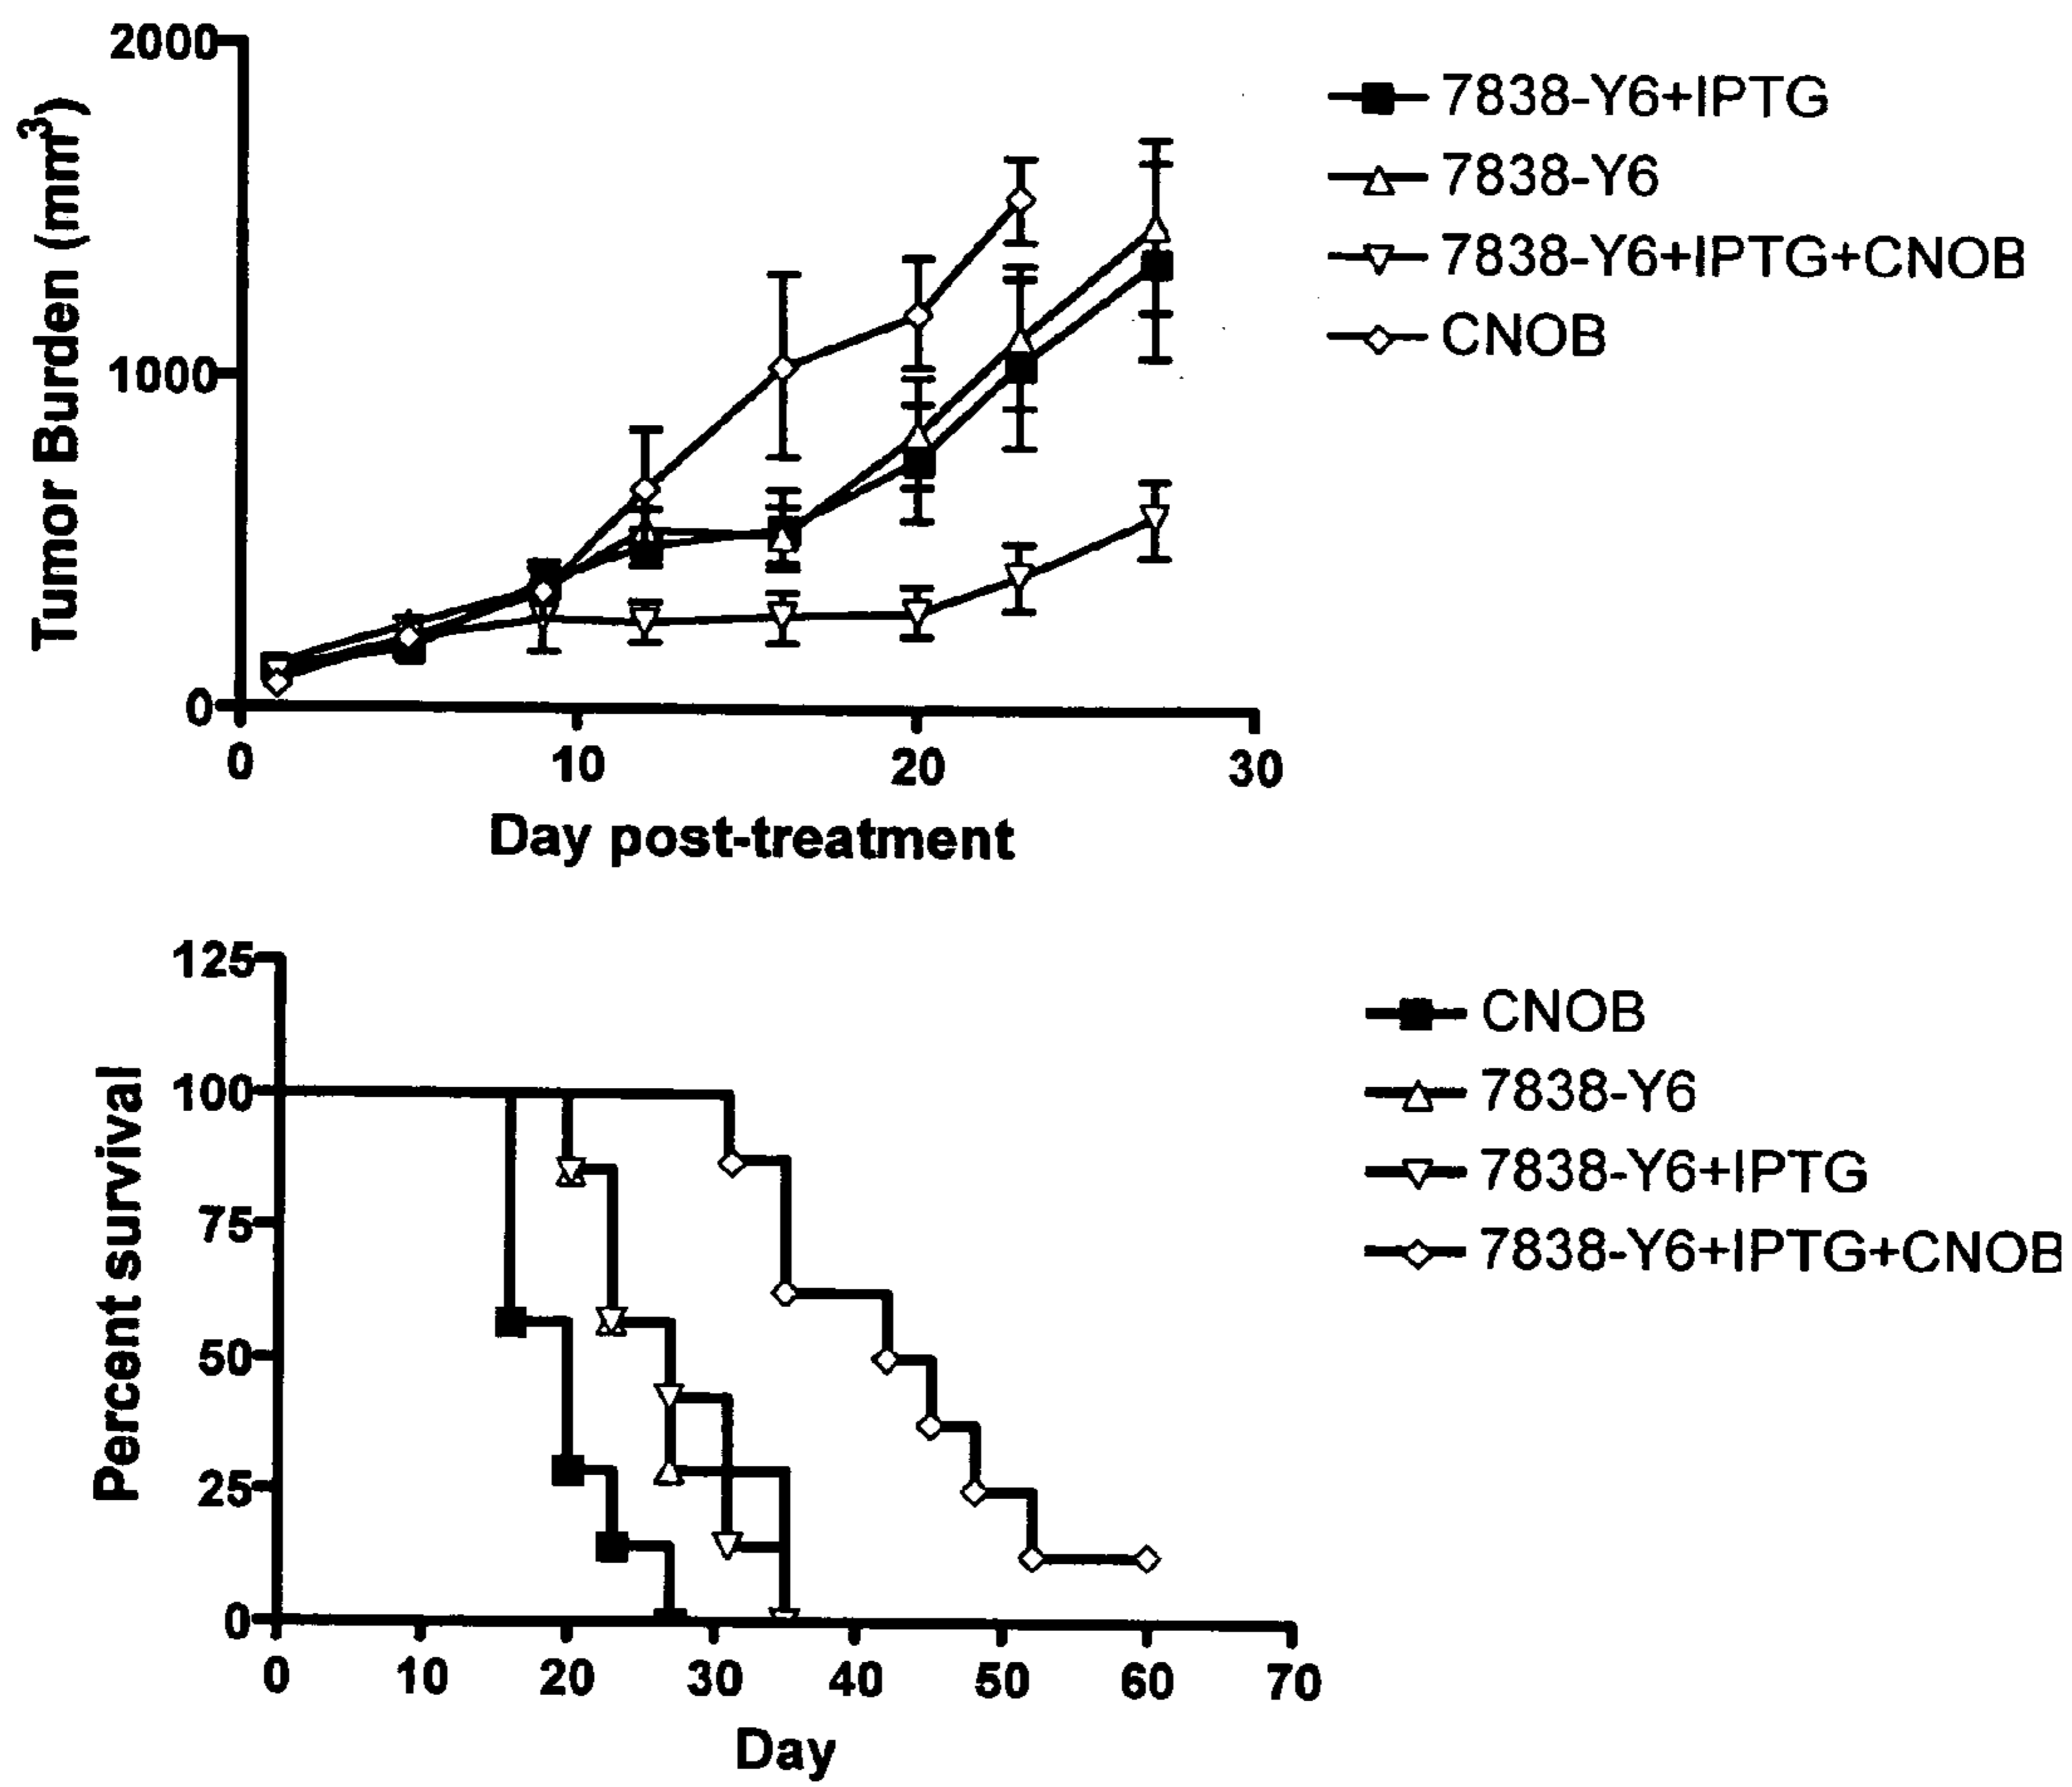 2000
1000
0
Tumor Burden (mm³)
0 10 20 30
Day post-treatment
7838-Y6+IPTG
7838-Y6
7838-Y6+IPTG+CNOB
CNOB
125
100
75
50
25
0
Percent survival
0 10 20 30 40 50 60 70
Day
CNOB
7838-Y6
7838-Y6+IPTG
7838-Y6+IPTG+CNOB